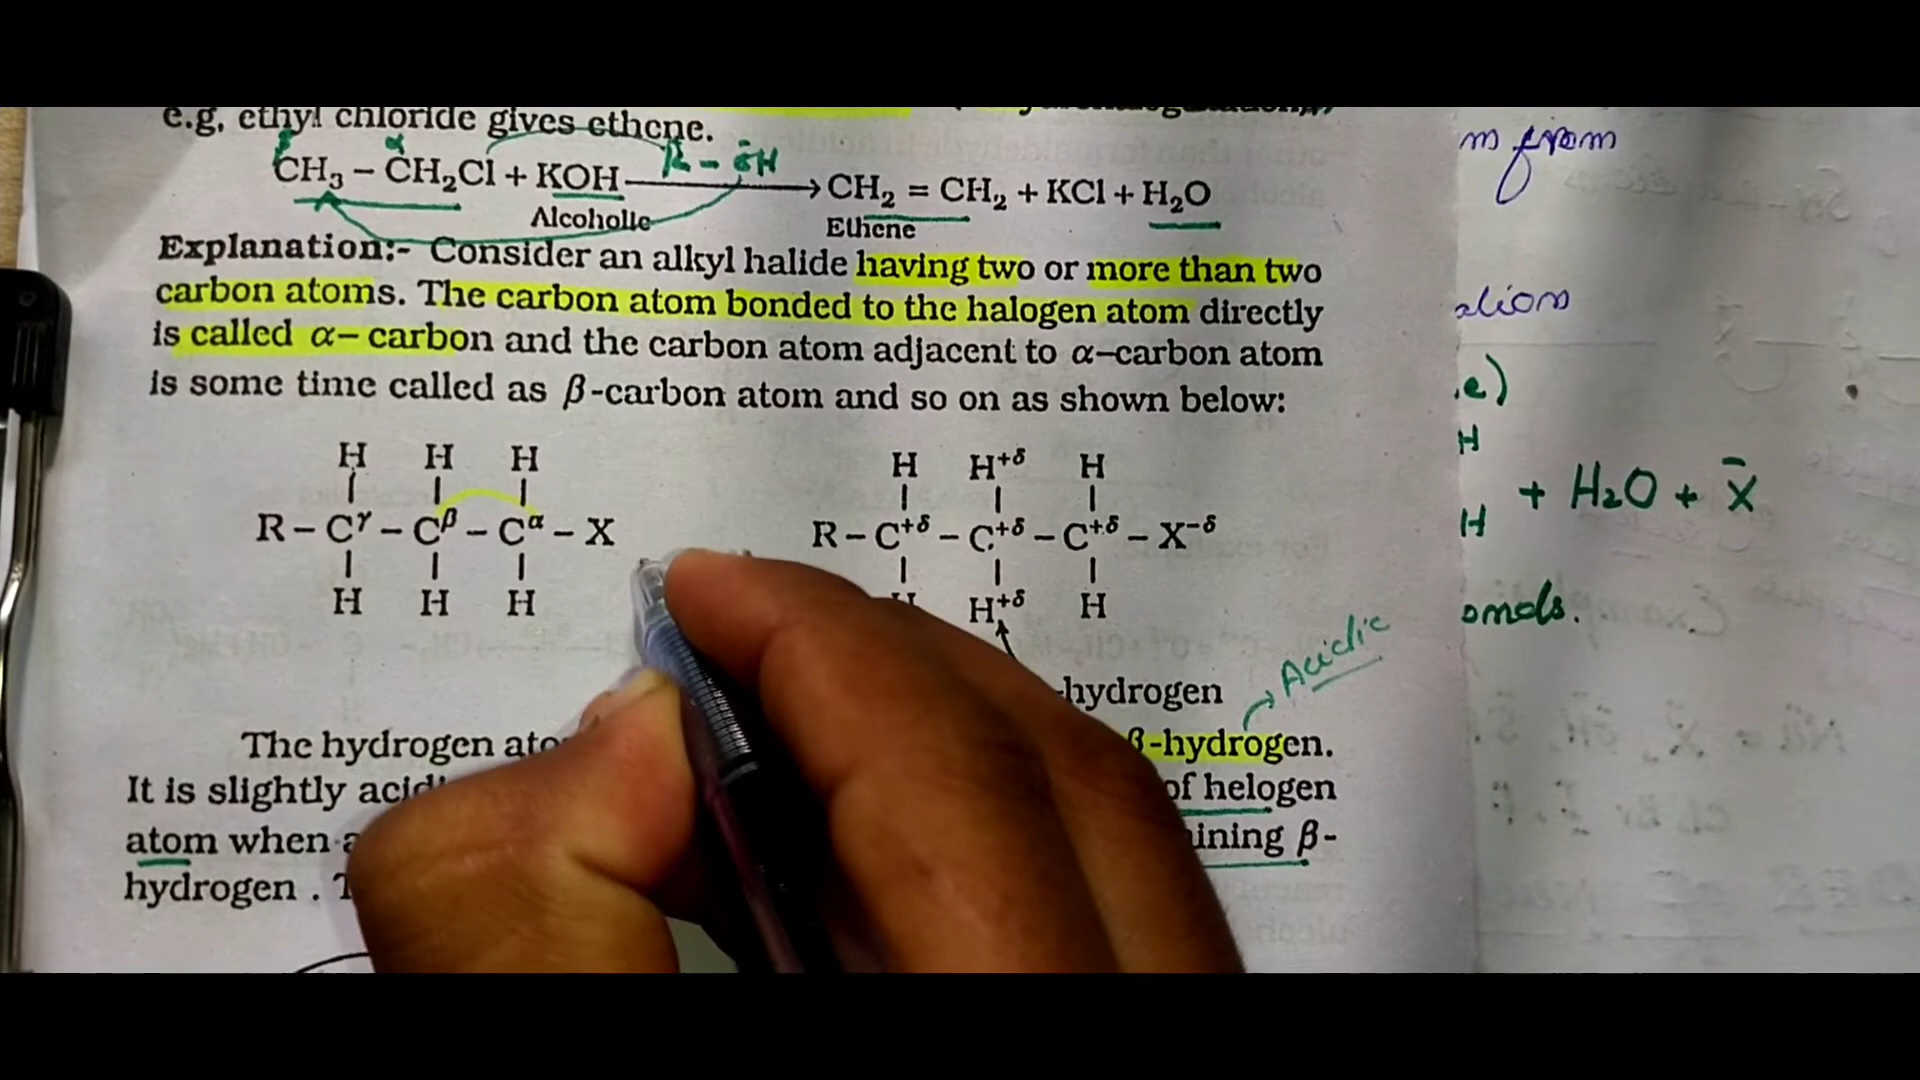 e.g, ethyl chloride gives ethene.
β α
R – ŌH
CH₃ – CH₂Cl + KOH ⟶ CH₂ = CH₂ + KCl + H₂O
Alcoholic Ethene
Explanation:- Consider an alkyl halide having two or more than two
carbon atoms. The carbon atom bonded to the halogen atom directly
is called α– carbon and the carbon atom adjacent to α–carbon atom
is some time called as β-carbon atom and so on as shown below:
H H H
R – Cᵞ – Cᵝ – Cᵅ – X
H H H
H H⁺ᵟ H
R – C⁺ᵟ – C⁺ᵟ – C⁺ᵟ – X⁻ᵟ
H H⁺ᵟ H
-hydrogen
Acidic
The hydrogen β-hydrogen.
It is slightly of helogen
atom when ining β-
hydrogen .
m from
ations
e)
H
+ H₂O + X̄
H
onds.